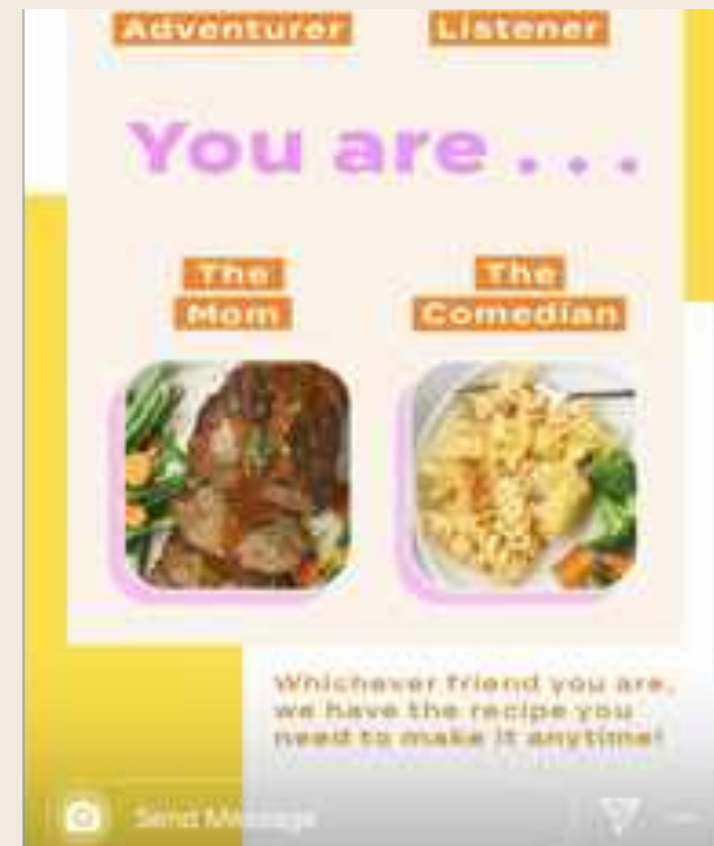 Adventurer
Listener
You are . . .
The
Mom
The
Comedian
Whichever friend you are,
we have the recipe you
need to make it anytime!
Send Message